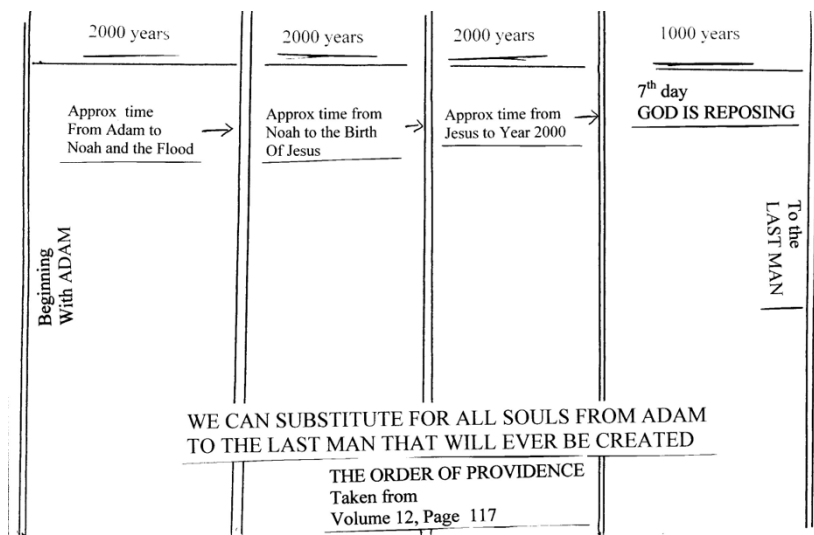 2000 years
2000 years
2000 years
1000 years
Approx time
From Adam to
Noah and the Flood
Approx time from
Noah to the Birth
Of Jesus
Approx time from
Jesus to Year 2000
7th day
GOD IS REPOSING
Beginning
With ADAM
To the
LAST MAN
WE CAN SUBSTITUTE FOR ALL SOULS FROM ADAM
TO THE LAST MAN THAT WILL EVER BE CREATED
THE ORDER OF PROVIDENCE
Taken from
Volume 12, Page 117